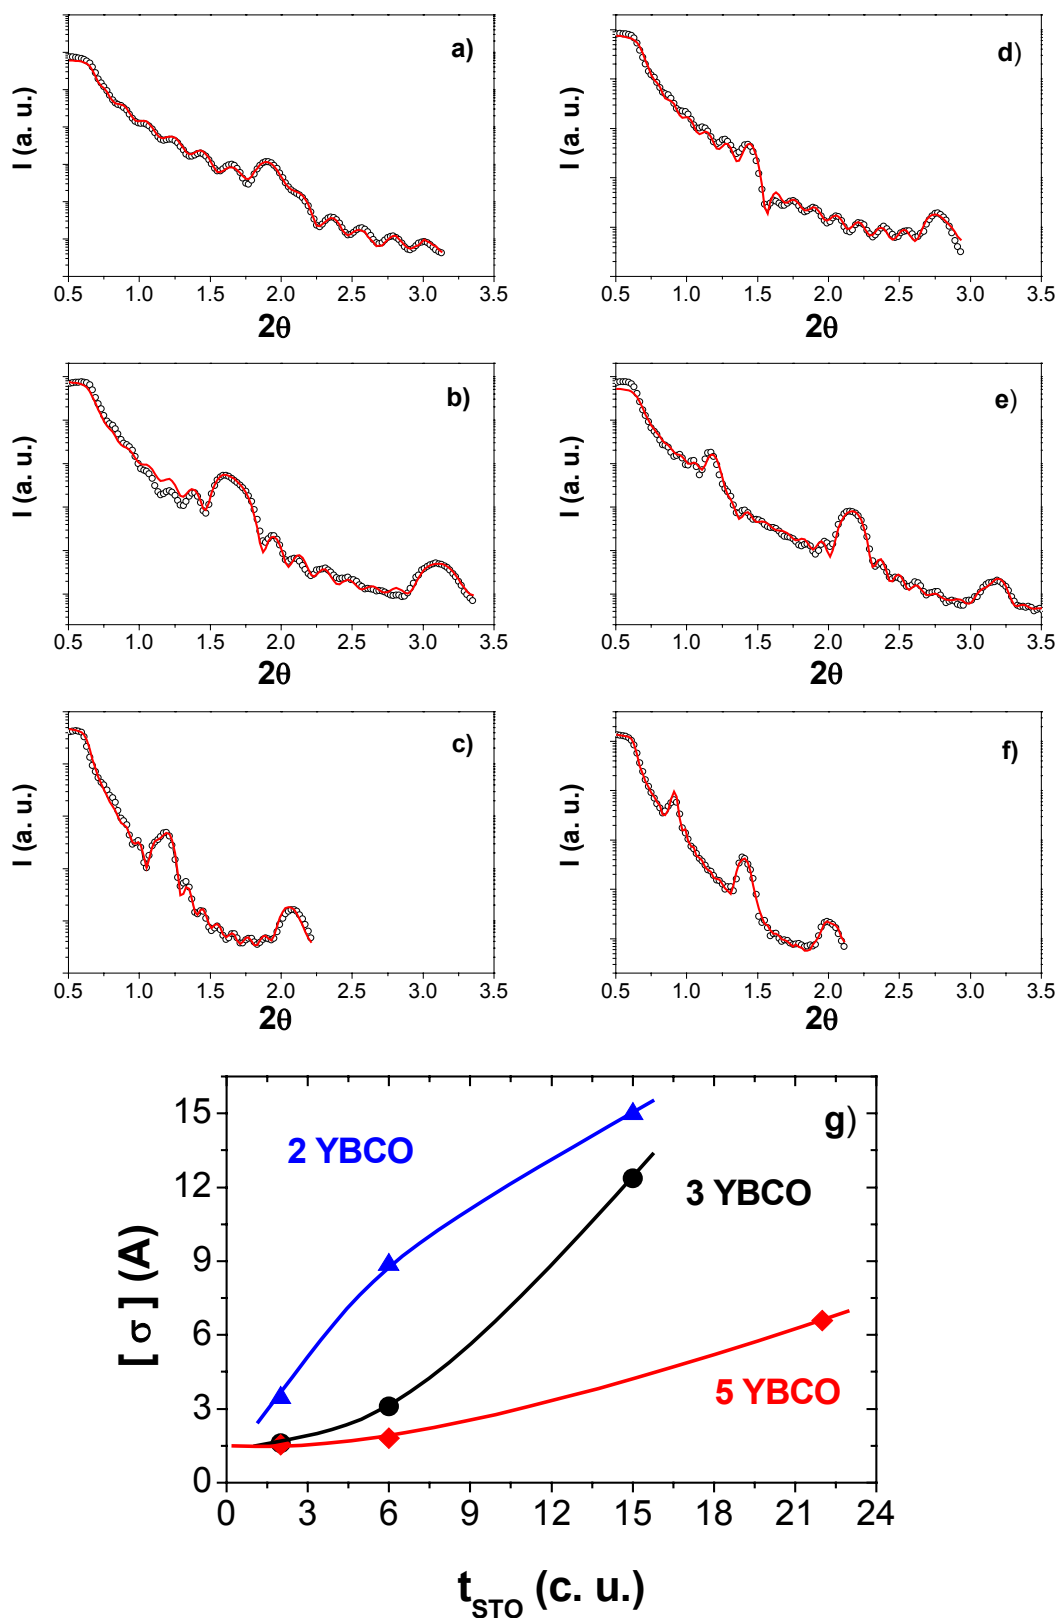 a)
I (a. u.)
0.5 1.0 1.5 2.0 2.5 3.0 3.5
2θ
d)
I (a. u.)
0.5 1.0 1.5 2.0 2.5 3.0 3.5
2θ
b)
I (a. u.)
0.5 1.0 1.5 2.0 2.5 3.0 3.5
2θ
e)
I (a. u.)
0.5 1.0 1.5 2.0 2.5 3.0 3.5
2θ
c)
I (a. u.)
0.5 1.0 1.5 2.0 2.5 3.0 3.5
2θ
f)
I (a. u.)
0.5 1.0 1.5 2.0 2.5 3.0 3.5
2θ
g)
[ σ ] (A)
15
12
9
6
3
0
2 YBCO
3 YBCO
5 YBCO
0 3 6 9 12 15 18 21 24
t_STO (c. u.)